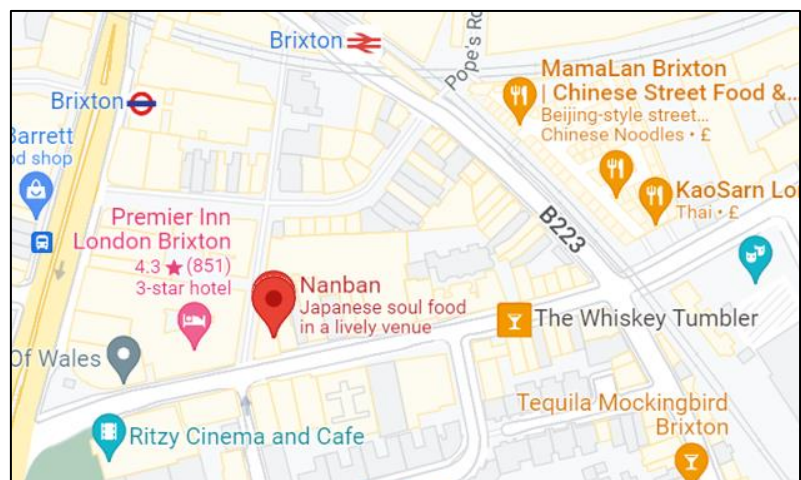 Brixton
Pope's Ro
MamaLan Brixton
| Chinese Street Food &...
Beijing-style street...
Chinese Noodles • £
Brixton
Barrett
od shop
KaoSarn Lo
Thai • £
Premier Inn
London Brixton
4.3 ★ (851)
3-star hotel
B223
Nanban
Japanese soul food
in a lively venue
The Whiskey Tumbler
Of Wales
Tequila Mockingbird
Brixton
Ritzy Cinema and Cafe